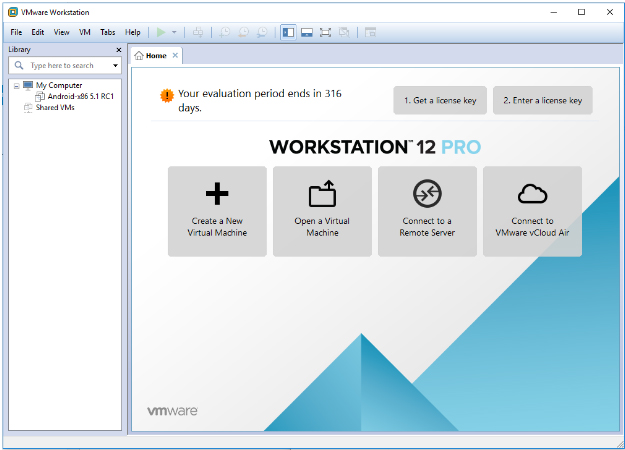 VMware Workstation
File Edit View VM Tabs Help
Library
Type here to search
My Computer
Android-x86 5.1 RC1
Shared VMs
Home
Your evaluation period ends in 316
days.
1. Get a license key
2. Enter a license key
WORKSTATION™ 12 PRO
Create a New
Virtual Machine
Open a Virtual
Machine
Connect to a
Remote Server
Connect to
VMware vCloud Air
vmware